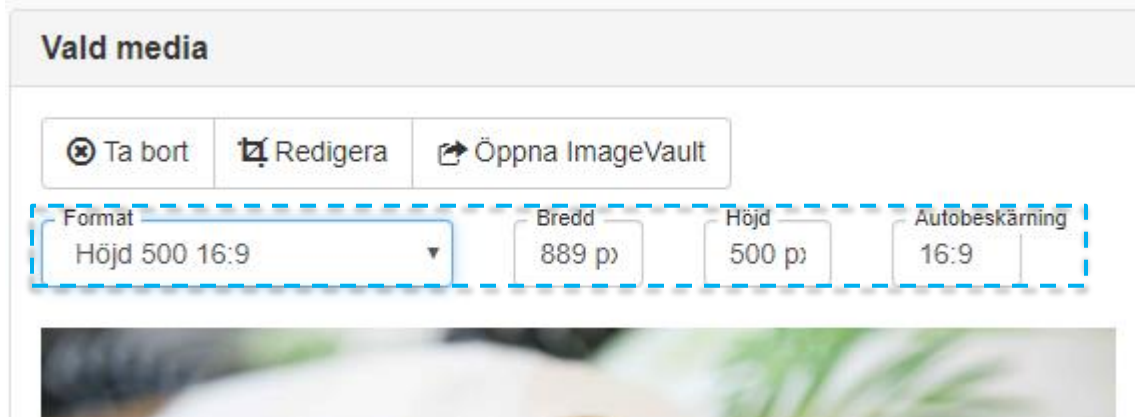 Vald media
Ta bort Redigera Öppna ImageVault
Format Bredd Höjd Autobeskärning
Höjd 500 16:9 889 px 500 px 16:9